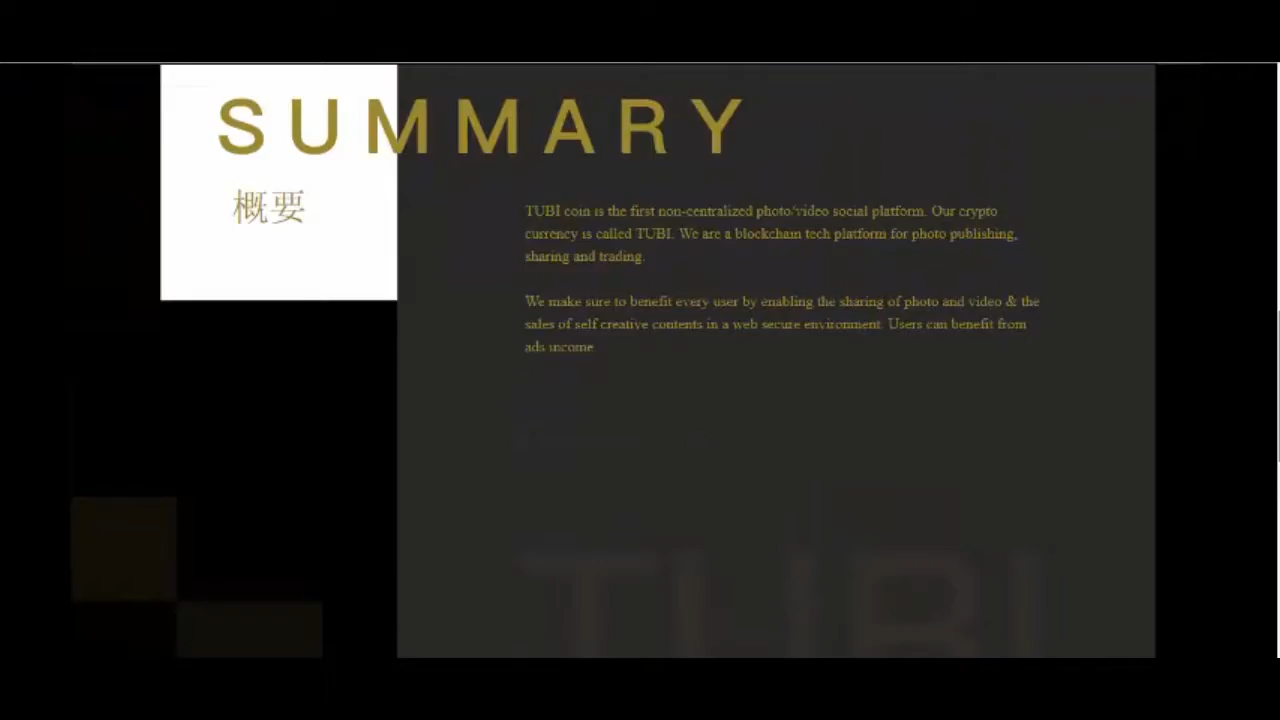 SUMMARY
概要
TUBI coin is the first non-centralized photo/video social platform. Our crypto
currency is called TUBI. We are a blockchain tech platform for photo publishing,
sharing and trading.
We make sure to benefit every user by enabling the sharing of photo and video & the
sales of self creative contents in a web secure environment. Users can benefit from
ads income
TUBI